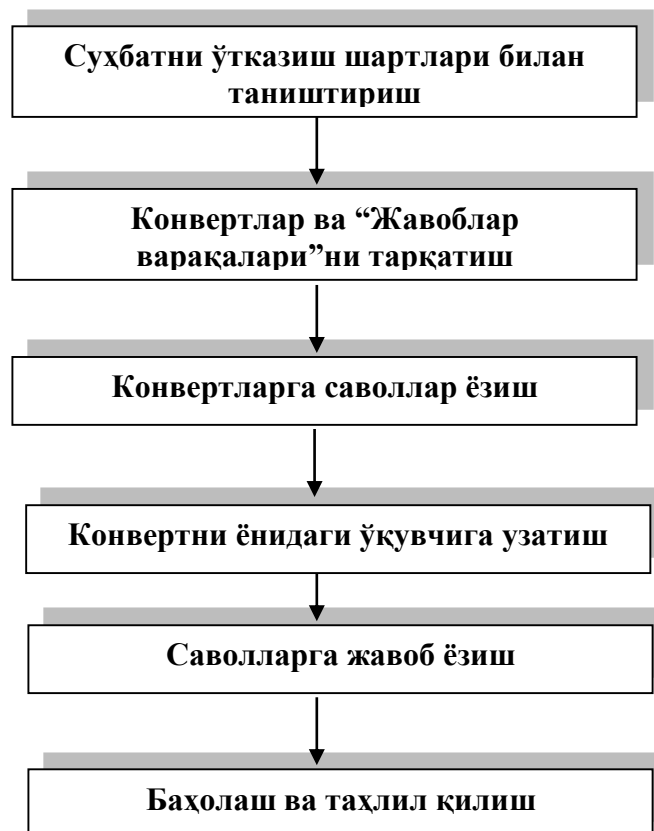 Суҳбатни ўтказиш шартлари билан
таништириш
Конвертлар ва “Жавоблар
варақалари”ни тарқатиш
Конвертларга саволлар ёзиш
Конвертни ёнидаги ўқувчига узатиш
Саволларга жавоб ёзиш
Баҳолаш ва таҳлил қилиш